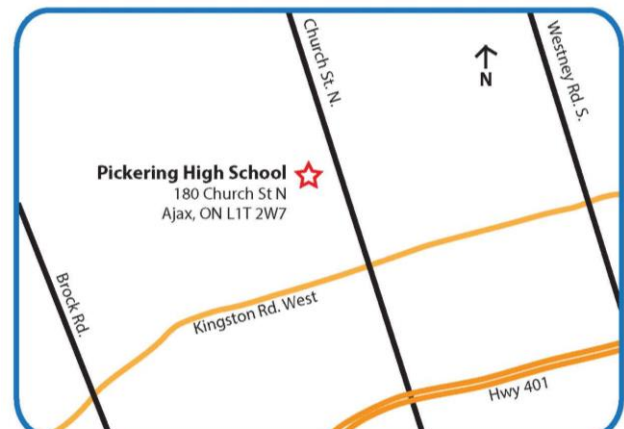 Church St. N.
Westney Rd. S.
N
Pickering High School
180 Church St N
Ajax, ON L1T 2W7
Brock Rd.
Kingston Rd. West
Hwy 401